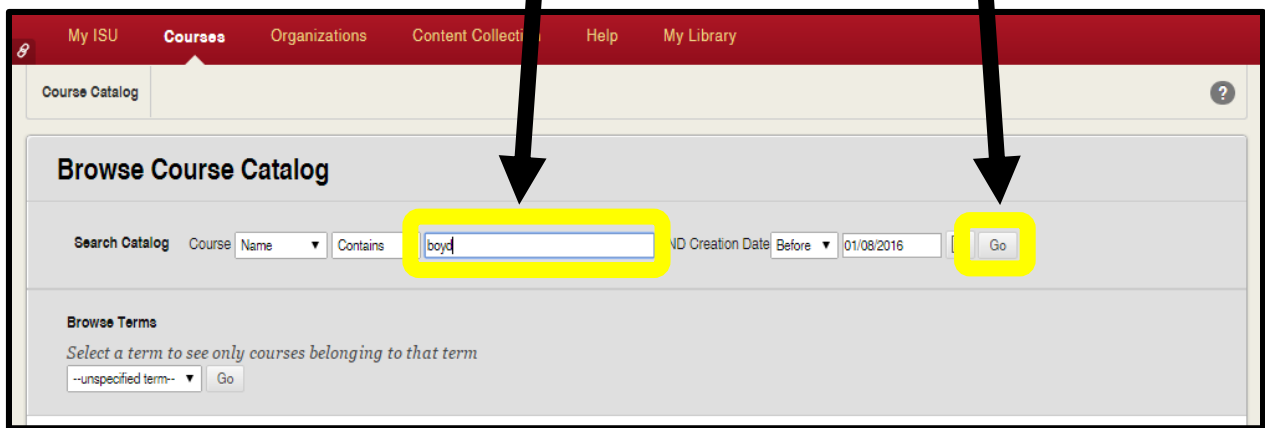 My ISU Courses Organizations Content Collection Help My Library
Course Catalog ?
Browse Course Catalog
Search Catalog Course Name Contains boyd ND Creation Date Before 01/08/2016 Go
Browse Terms
Select a term to see only courses belonging to that term
--unspecified term-- Go